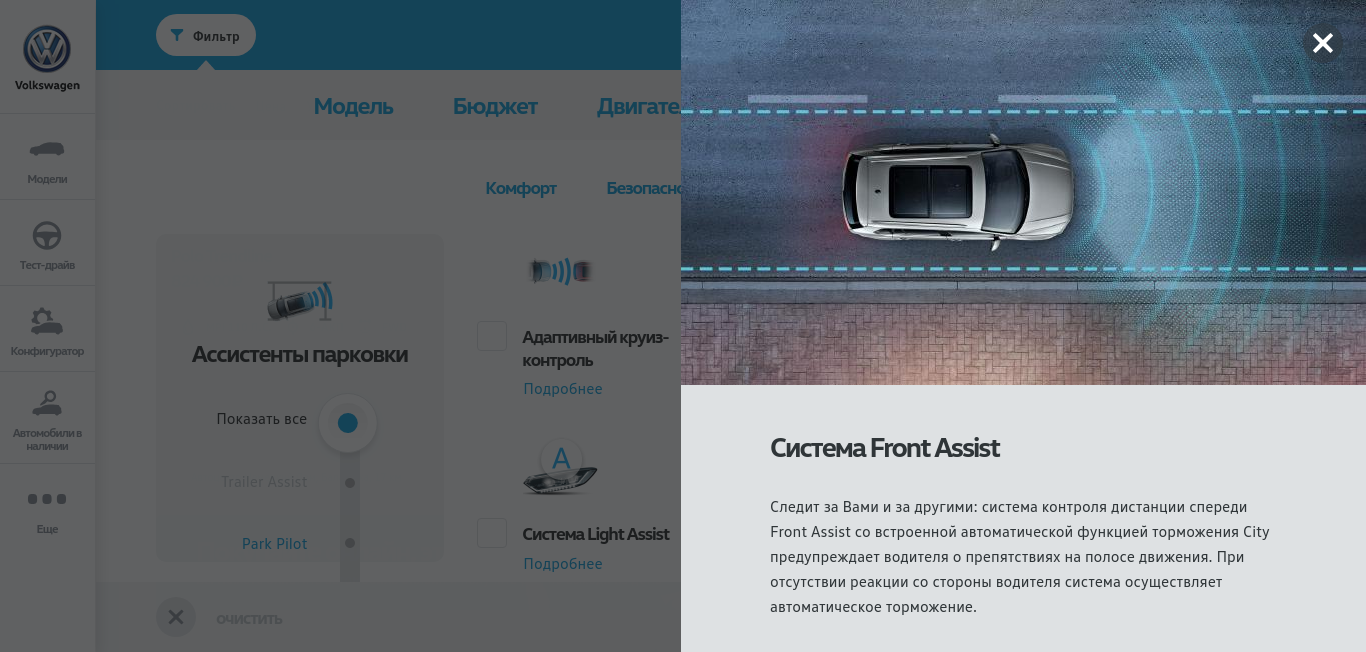 Volkswagen
Модели
Тест-драйв
Конфигуратор
Автомобили в
наличии
Еще
Фильтр
Модель
Бюджет
Двигате
Комфорт
Безопасно
Ассистенты парковки
Показать все
Trailer Assist
Park Pilot
Адаптивный круиз-
контроль
Подробнее
A
Система Light Assist
Подробнее
очистить
Система Front Assist
Следит за Вами и за другими: система контроля дистанции спереди
Front Assist со встроенной автоматической функцией торможения City
предупреждает водителя о препятствиях на полосе движения. При
отсутствии реакции со стороны водителя система осуществляет
автоматическое торможение.